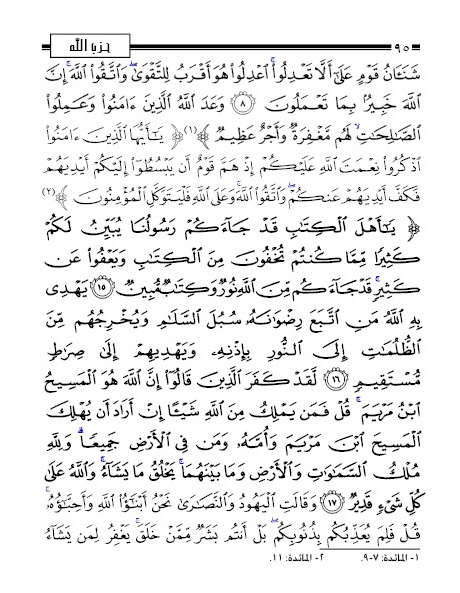 ٩٥ حزب الله
شَنَـَٔانُ قَوْمٍ عَلَىٰٓ أَلَّا تَعْدِلُوا۟ ۚ ٱعْدِلُوا۟ هُوَ أَقْرَبُ لِلتَّقْوَىٰ ۖ وَٱتَّقُوا۟ ٱللَّهَ ۚ إِنَّ
ٱللَّهَ خَبِيرٌۢ بِمَا تَعْمَلُونَ ﴿٨﴾ وَعَدَ ٱللَّهُ ٱلَّذِينَ ءَامَنُوا۟ وَعَمِلُوا۟
ٱلصَّـٰلِحَـٰتِ ۙ لَهُم مَّغْفِرَةٌ وَأَجْرٌ عَظِيمٌ ﴾(١) ﴿ يَـٰٓأَيُّهَا ٱلَّذِينَ ءَامَنُوا۟
ٱذْكُرُوا۟ نِعْمَتَ ٱللَّهِ عَلَيْكُمْ إِذْ هَمَّ قَوْمٌ أَن يَبْسُطُوٓا۟ إِلَيْكُمْ أَيْدِيَهُمْ
فَكَفَّ أَيْدِيَهُمْ عَنكُمْ ۖ وَٱتَّقُوا۟ ٱللَّهَ ۚ وَعَلَى ٱللَّهِ فَلْيَتَوَكَّلِ ٱلْمُؤْمِنُونَ ﴾(٢)
﴿ يَـٰٓأَهْلَ ٱلْكِتَـٰبِ قَدْ جَآءَكُمْ رَسُولُنَا يُبَيِّنُ لَكُمْ
كَثِيرًا مِّمَّا كُنتُمْ تُخْفُونَ مِنَ ٱلْكِتَـٰبِ وَيَعْفُوا۟ عَن
كَثِيرٍ ۚ قَدْ جَآءَكُم مِّنَ ٱللَّهِ نُورٌ وَكِتَـٰبٌ مُّبِينٌ ﴿١٥﴾ يَهْدِى
بِهِ ٱللَّهُ مَنِ ٱتَّبَعَ رِضْوَٰنَهُۥ سُبُلَ ٱلسَّلَـٰمِ وَيُخْرِجُهُم مِّنَ
ٱلظُّلُمَـٰتِ إِلَى ٱلنُّورِ بِإِذْنِهِۦ وَيَهْدِيهِمْ إِلَىٰ صِرَٰطٍ
مُّسْتَقِيمٍ ﴿١٦﴾ لَّقَدْ كَفَرَ ٱلَّذِينَ قَالُوٓا۟ إِنَّ ٱللَّهَ هُوَ ٱلْمَسِيحُ
ٱبْنُ مَرْيَمَ ۚ قُلْ فَمَن يَمْلِكُ مِنَ ٱللَّهِ شَيْـًٔا إِنْ أَرَادَ أَن يُهْلِكَ
ٱلْمَسِيحَ ٱبْنَ مَرْيَمَ وَأُمَّهُۥ وَمَن فِى ٱلْأَرْضِ جَمِيعًا ۗ وَلِلَّهِ
مُلْكُ ٱلسَّمَـٰوَٰتِ وَٱلْأَرْضِ وَمَا بَيْنَهُمَا ۚ يَخْلُقُ مَا يَشَآءُ ۚ وَٱللَّهُ عَلَىٰ
كُلِّ شَىْءٍ قَدِيرٌ ﴿١٧﴾ وَقَالَتِ ٱلْيَهُودُ وَٱلنَّصَـٰرَىٰ نَحْنُ أَبْنَـٰٓؤُا۟ ٱللَّهِ وَأَحِبَّـٰٓؤُهُۥ ۚ
قُلْ فَلِمَ يُعَذِّبُكُم بِذُنُوبِكُم ۖ بَلْ أَنتُم بَشَرٌ مِّمَّنْ خَلَقَ ۚ يَغْفِرُ لِمَن يَشَآءُ
١- المائدة: ٧-٩. ٢- المائدة: ١١.